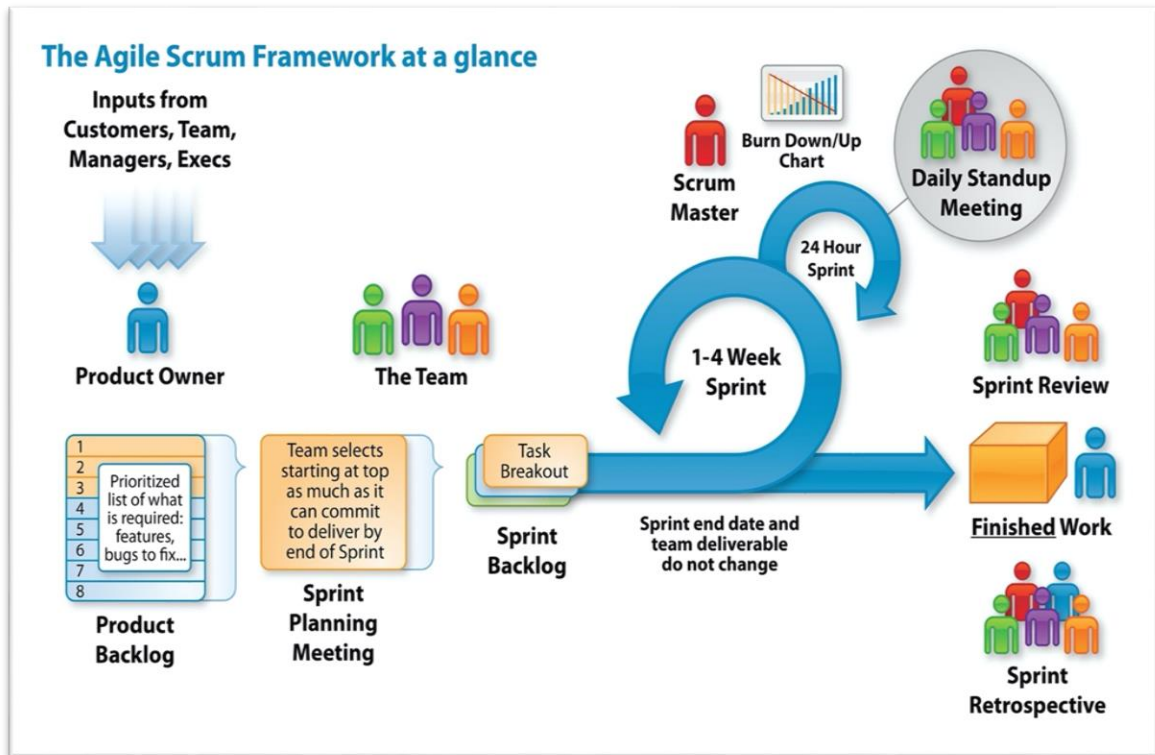 The Agile Scrum Framework at a glance
Inputs from
Customers, Team,
Managers, Execs
Product Owner
The Team
Scrum
Master
Burn Down/Up
Chart
Daily Standup
Meeting
24 Hour
Sprint
1-4 Week
Sprint
Sprint Review
1
2
3
4
5
6
7
8
Prioritized
list of what
is required:
features,
bugs to fix...
Product
Backlog
Team selects
starting at top
as much as it
can commit
to deliver by
end of Sprint
Sprint
Planning
Meeting
Task
Breakout
Sprint
Backlog
Sprint end date and
team deliverable
do not change
Finished Work
Sprint
Retrospective